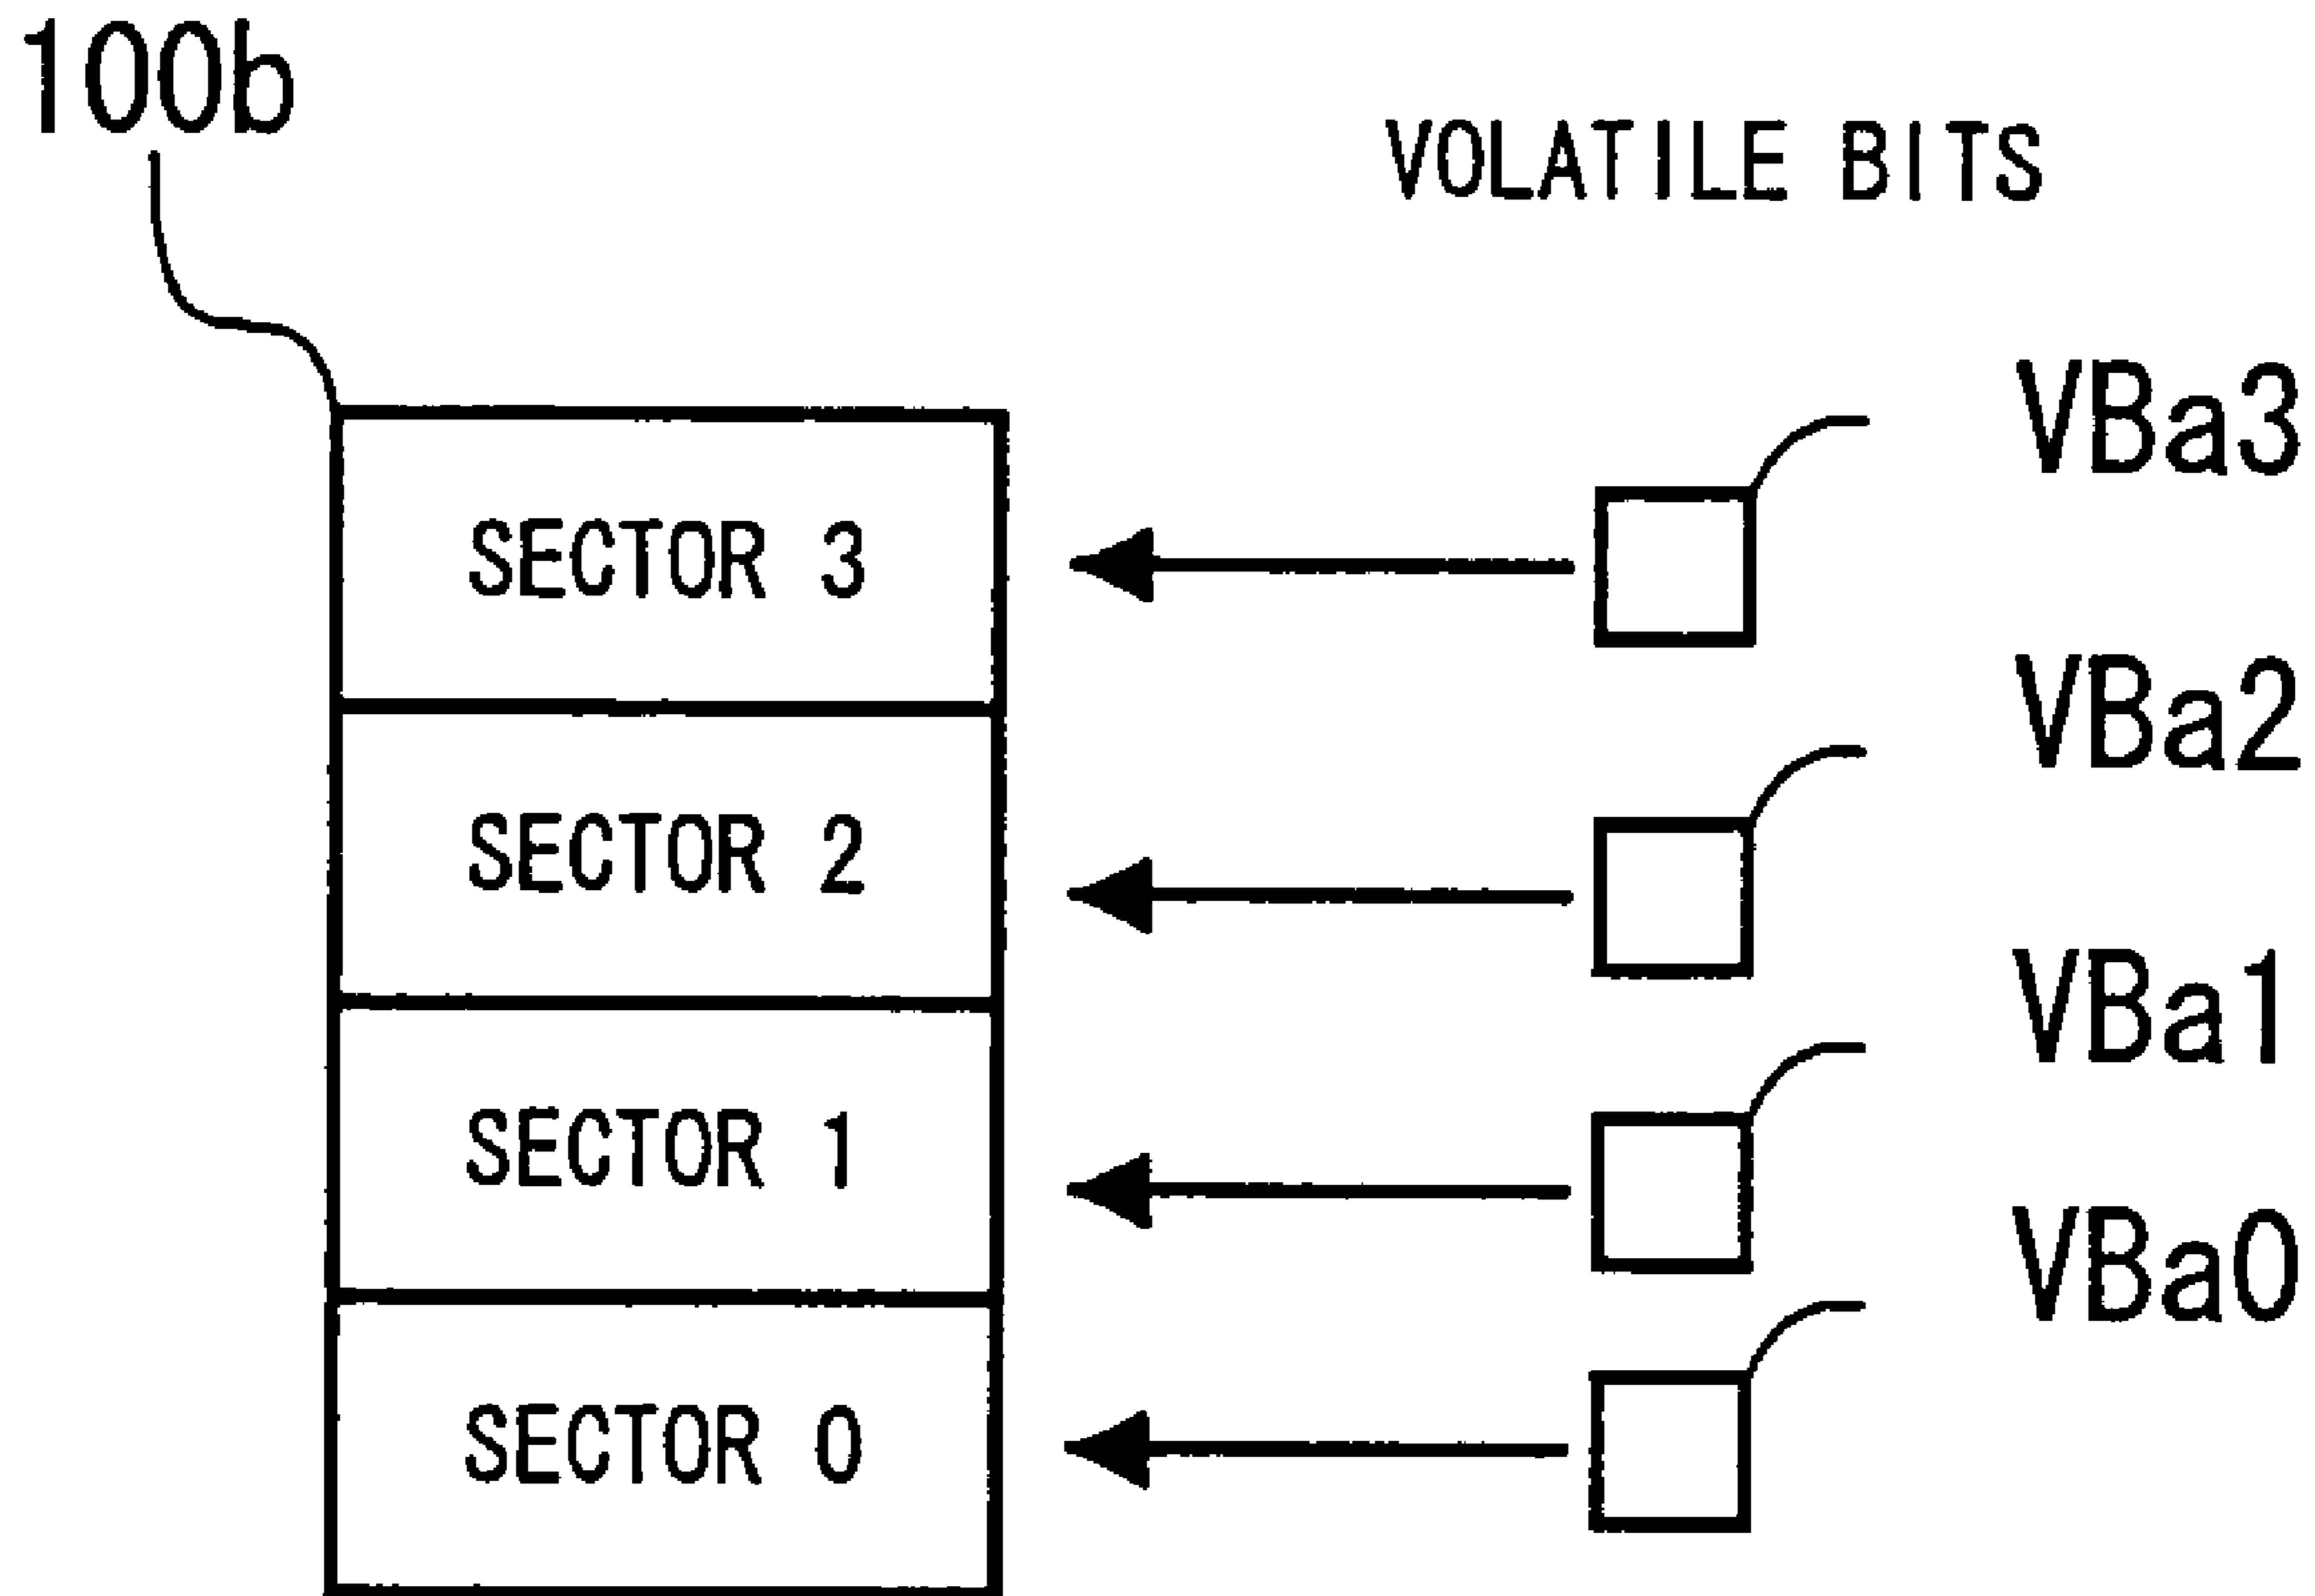 100b
VOLATILE BITS
VBa3
SECTOR 3
VBa2
SECTOR 2
VBa1
SECTOR 1
VBa0
SECTOR 0